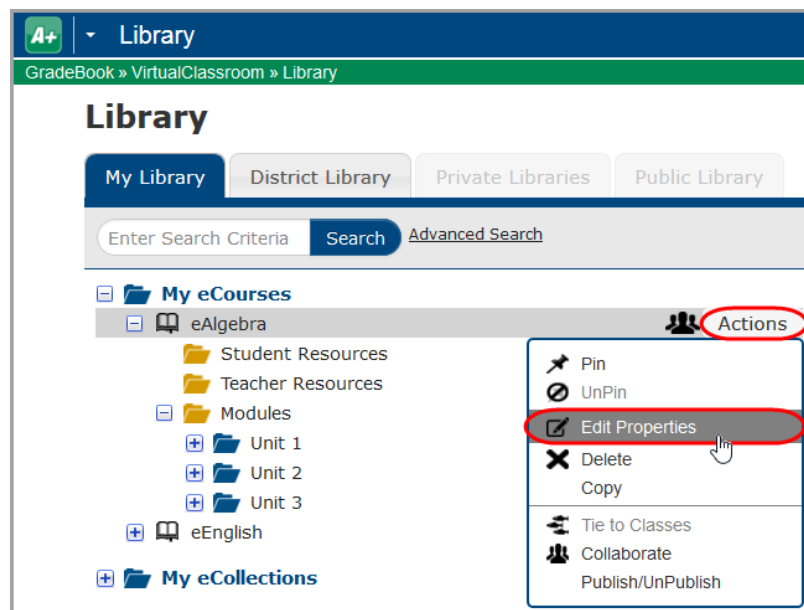 A+ Library
GradeBook » VirtualClassroom » Library
Library
My Library District Library Private Libraries Public Library
Enter Search Criteria Search Advanced Search
My eCourses
eAlgebra Actions
Student Resources
Teacher Resources
Modules
Unit 1
Unit 2
Unit 3
eEnglish
My eCollections
Pin
UnPin
Edit Properties
Delete
Copy
Tie to Classes
Collaborate
Publish/UnPublish